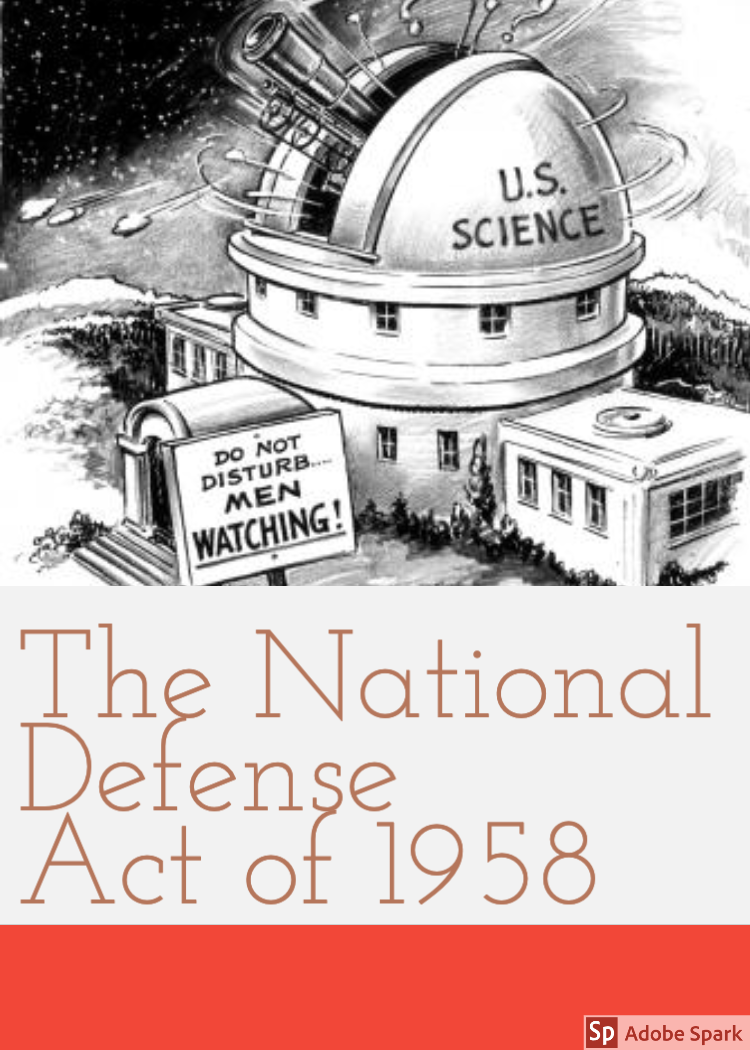 U.S.
SCIENCE
DO NOT
DISTURB....
MEN
WATCHING!
The National
Defense
Act of 1958
Sp Adobe Spark